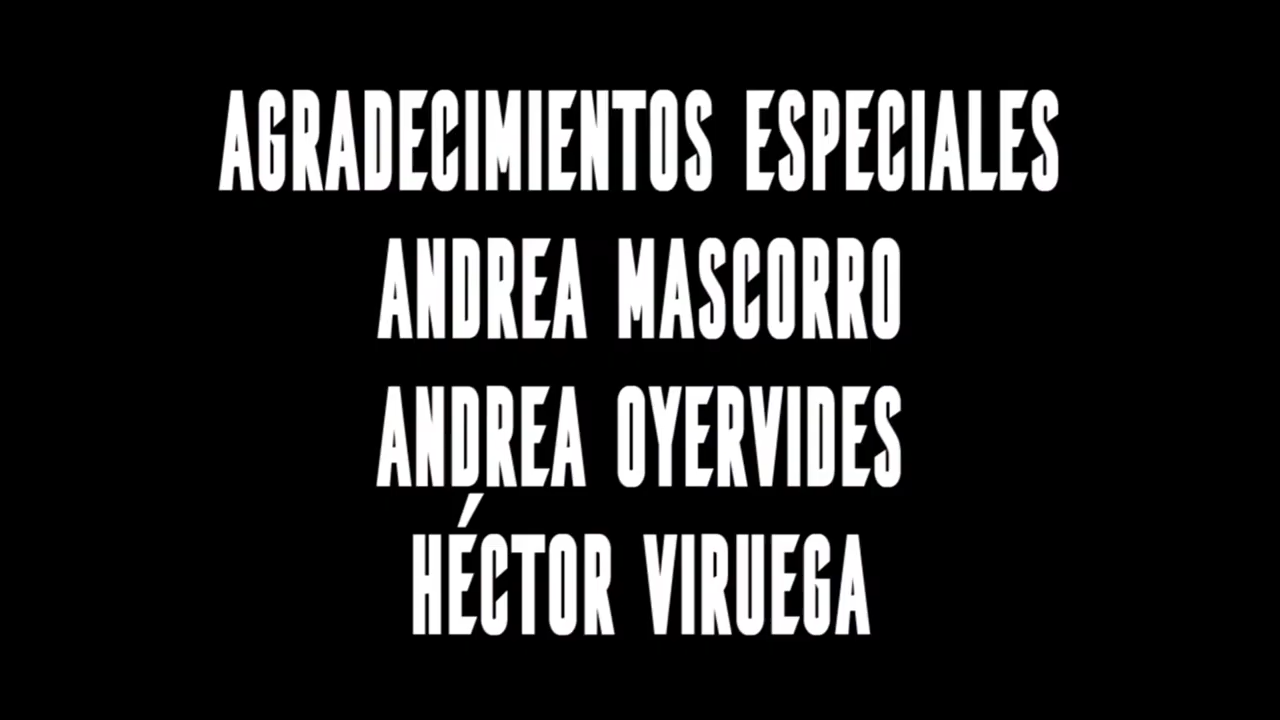 AGRADECIMIENTOS ESPECIALES
ANDREA MASCORRO
ANDREA OYERVIDES
HÉCTOR VIRUEGA